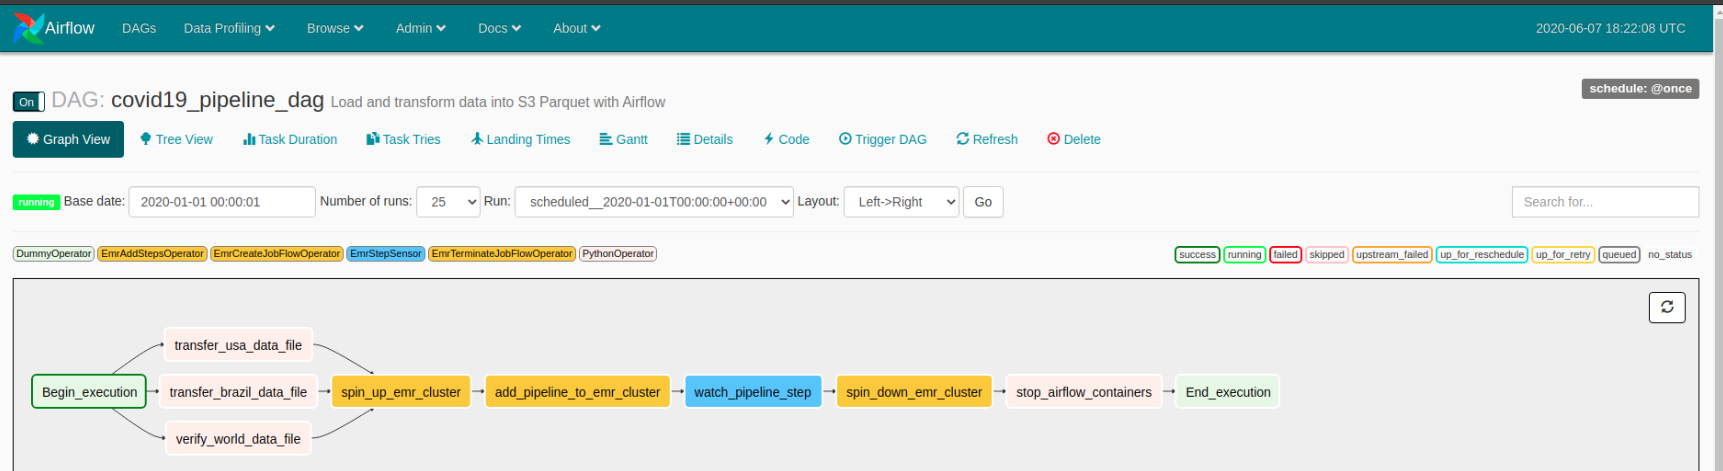 Airflow DAGs Data Profiling Browse Admin Docs About 2020-06-07 18:22:08 UTC
schedule: @once
On DAG: covid19_pipeline_dag Load and transform data into S3 Parquet with Airflow
Graph View Tree View Task Duration Task Tries Landing Times Gantt Details Code Trigger DAG Refresh Delete
running Base date: 2020-01-01 00:00:01 Number of runs: 25 Run: scheduled__2020-01-01T00:00:00+00:00 Layout: Left->Right Go Search for...
DummyOperator EmrAddStepsOperator EmrCreateJobFlowOperator EmrStepSensor EmrTerminateJobFlowOperator PythonOperator success running failed skipped upstream_failed up_for_reschedule up_for_retry queued no_status
transfer_usa_data_file
Begin_execution transfer_brazil_data_file spin_up_emr_cluster add_pipeline_to_emr_cluster watch_pipeline_step spin_down_emr_cluster stop_airflow_containers End_execution
verify_world_data_file